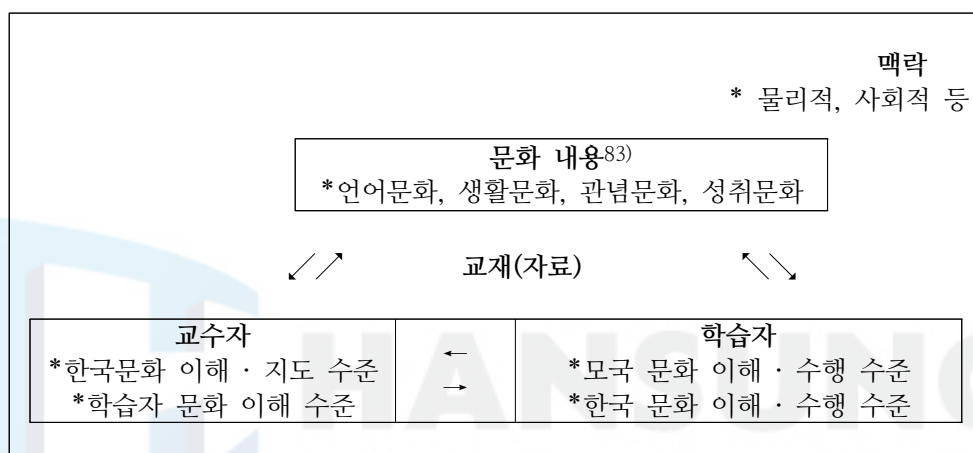 맥락
* 물리적, 사회적 등
문화 내용83)
*언어문화, 생활문화, 관념문화, 성취문화
↙↗ 교재(자료) ↖↘
교수자 ← 학습자
*한국문화 이해 · 지도 수준 → *모국 문화 이해 · 수행 수준
*학습자 문화 이해 수준 *한국 문화 이해 · 수행 수준
HANSUNG